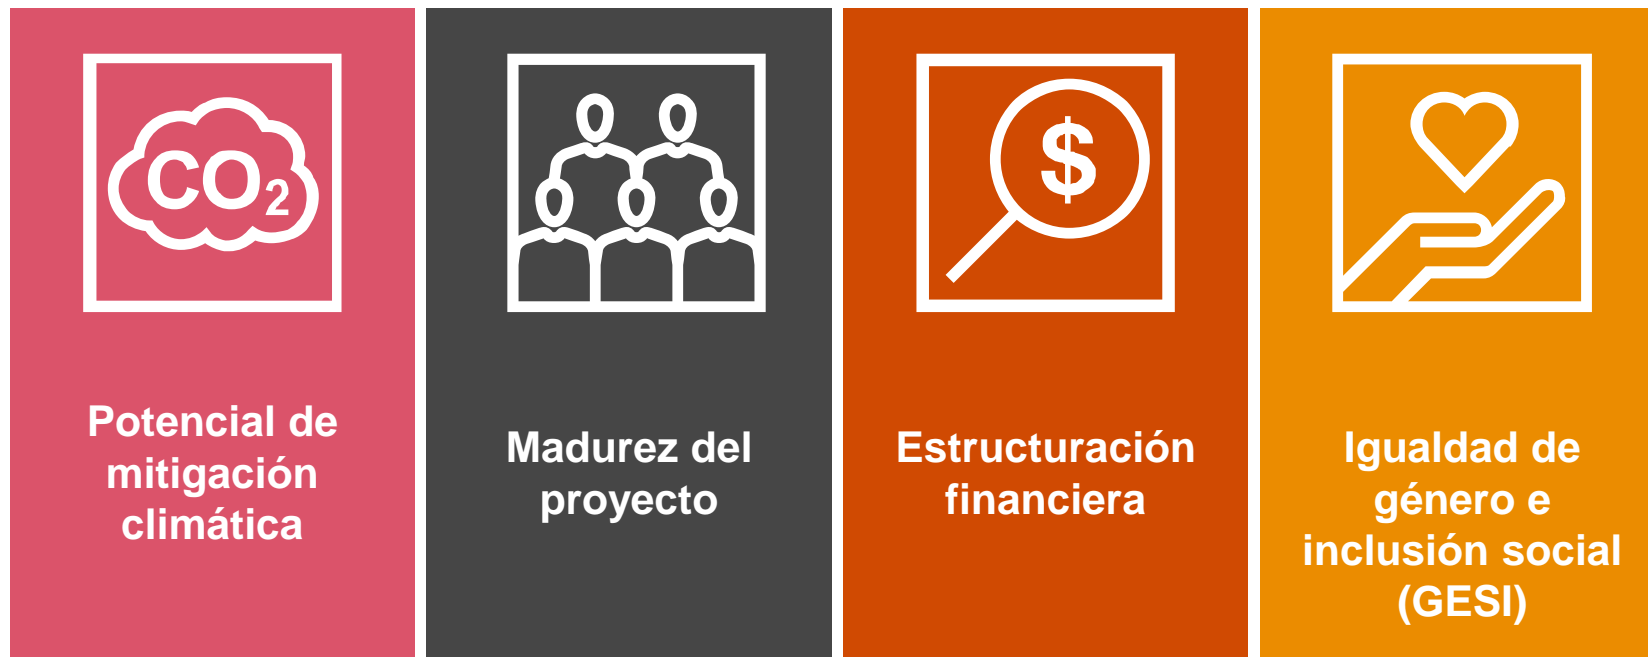 CO₂
Potencial de
mitigación
climática
Madurez del
proyecto
$
Estructuración
financiera
Igualdad de
género e
inclusión social
(GESI)